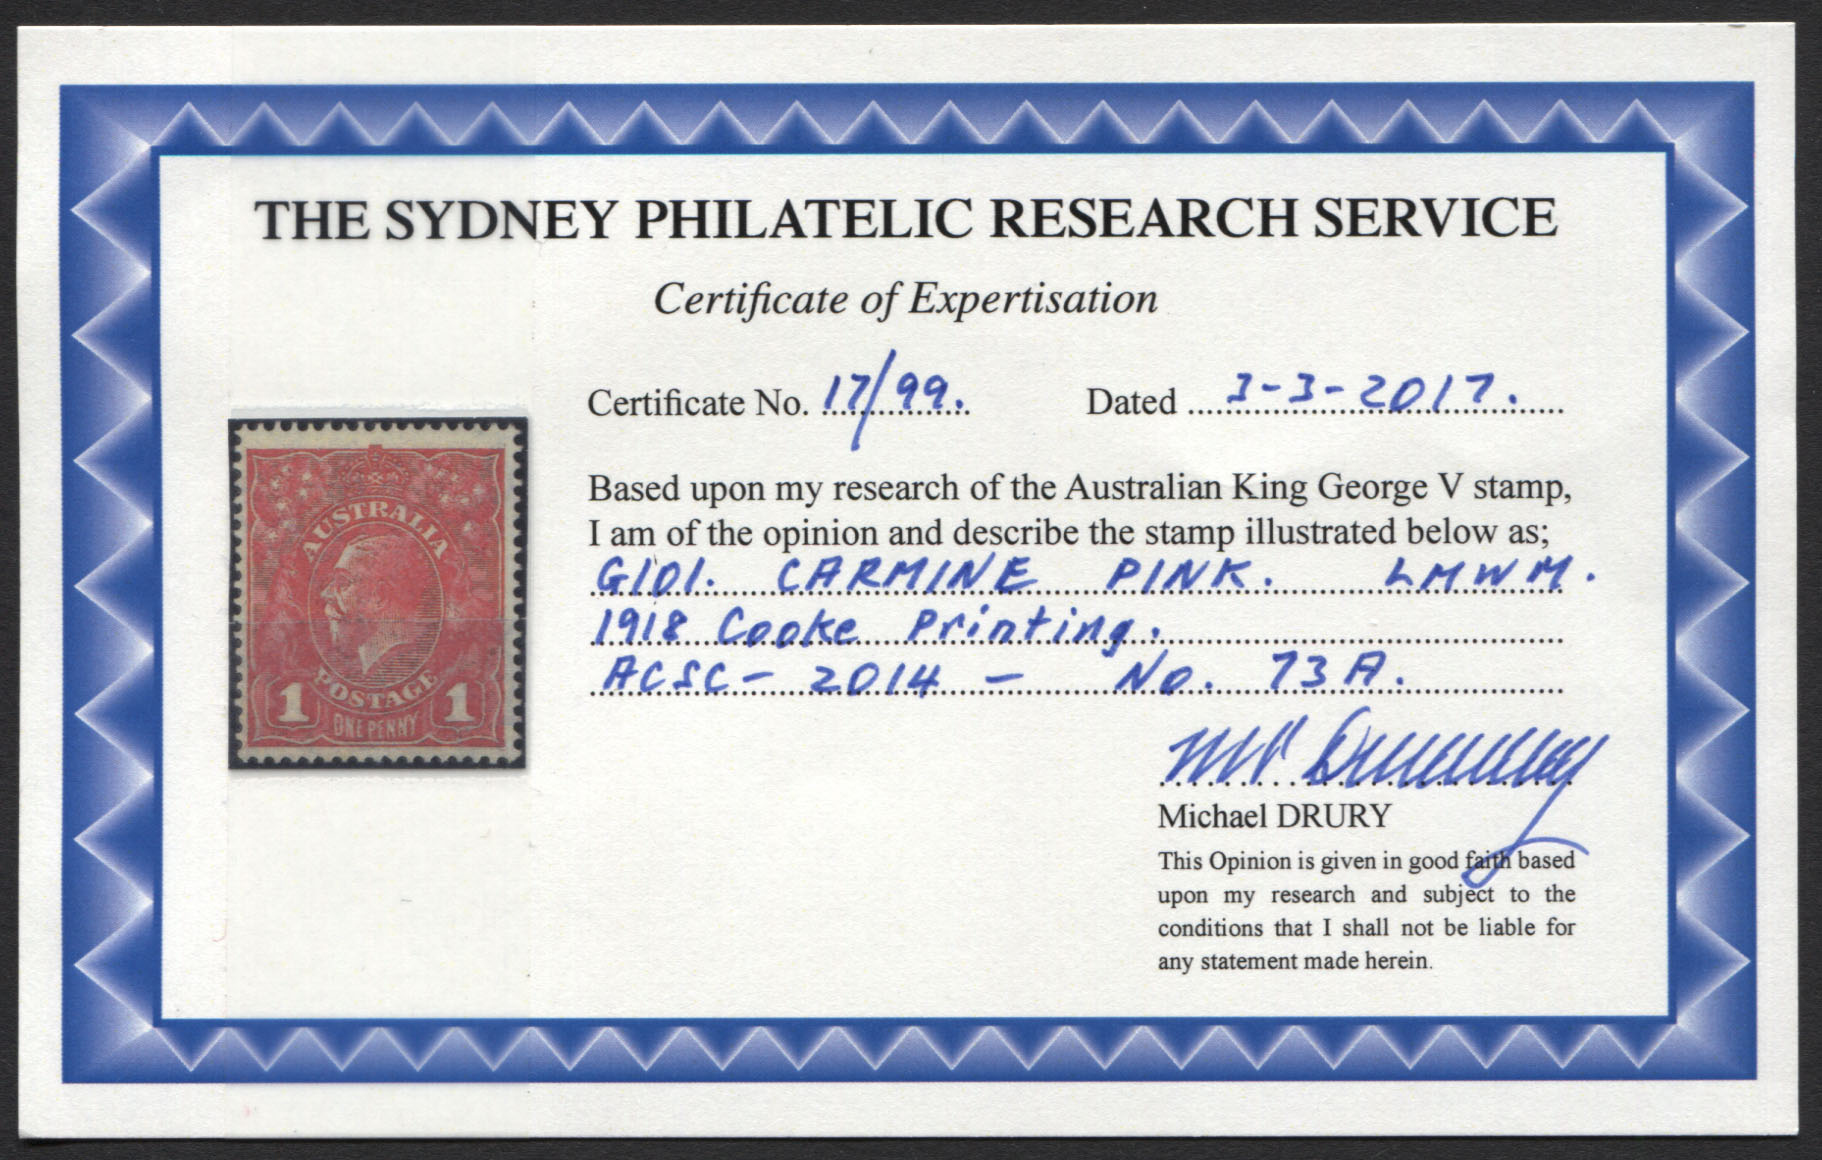 THE SYDNEY PHILATELIC RESEARCH SERVICE
Certificate of Expertisation
Certificate No. 17/99.
Dated 3-3-2017.
Based upon my research of the Australian King George V stamp,
I am of the opinion and describe the stamp illustrated below as;
G101. CARMINE PINK. LMWM.
1918 Cooke Printing.
ACSC - 2014 - No. 73A.
AUSTRALIA
POSTAGE
1 ONE PENNY 1
Michael DRURY
This Opinion is given in good faith based
upon my research and subject to the
conditions that I shall not be liable for
any statement made herein.